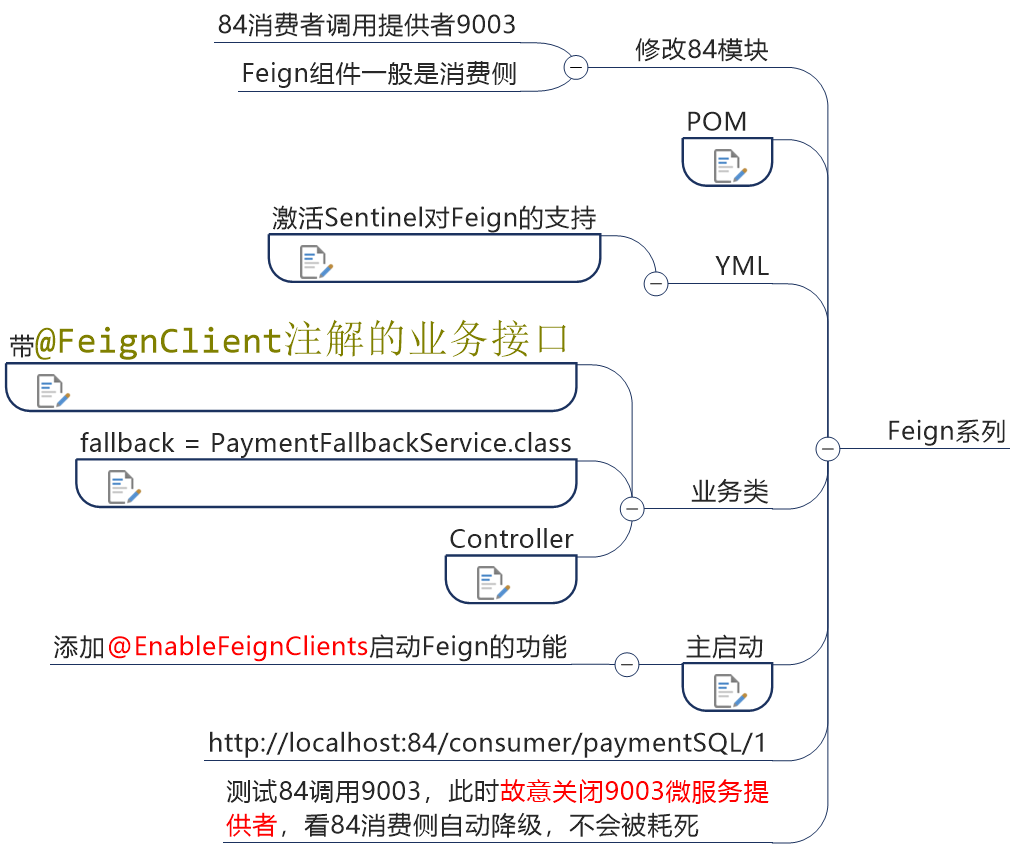 84消费者调用提供者9003
Feign组件一般是消费侧
修改84模块
POM
激活Sentinel对Feign的支持
YML
带@FeignClient注解的业务接口
fallback = PaymentFallbackService.class
Feign系列
业务类
Controller
添加@EnableFeignClients启动Feign的功能
主启动
http://localhost:84/consumer/paymentSQL/1
测试84调用9003，此时故意关闭9003微服务提
供者，看84消费侧自动降级，不会被耗死